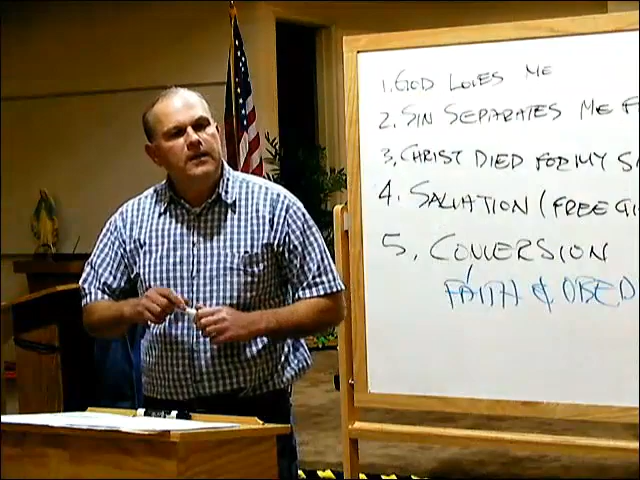 1. GOD LOVES ME
2. SIN SEPARATES ME F
3. CHRIST DIED FOR MY S
4. SALVATION (FREE GI
5. CONVERSION
FAITH & OBED